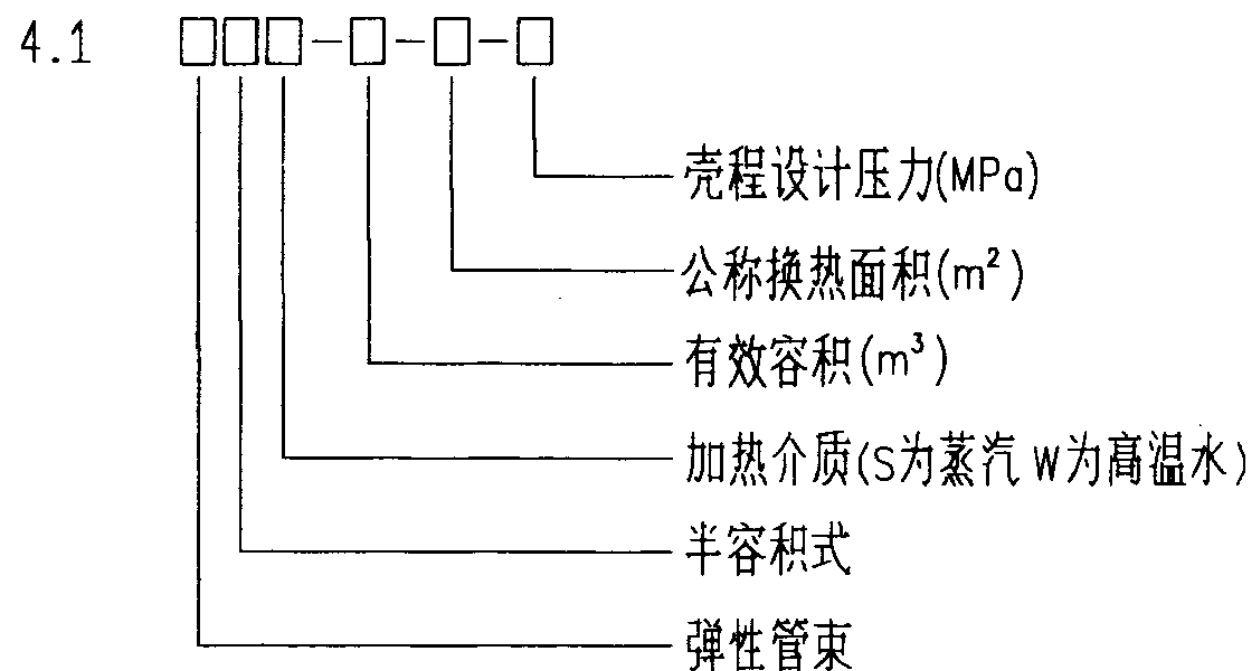 4.1 □□□-□-□-□
壳程设计压力(MPa)
公称换热面积(m²)
有效容积(m³)
加热介质(S为蒸汽 W为高温水)
半容积式
弹性管束